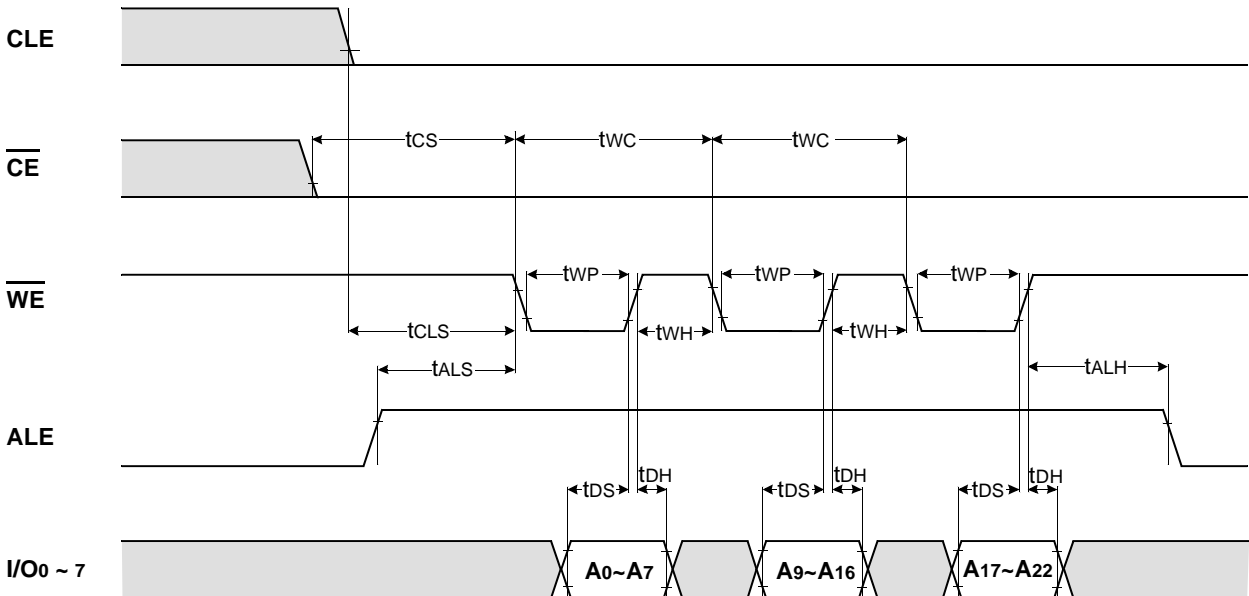 CLE
CE
tCS
tWC
tWC
WE
tWP
tWP
tWP
tCLS
tWH
tWH
tALS
tALH
ALE
tDS
tDH
tDS
tDH
tDS
tDH
I/O0 ~ 7
A0~A7
A9~A16
A17~A22